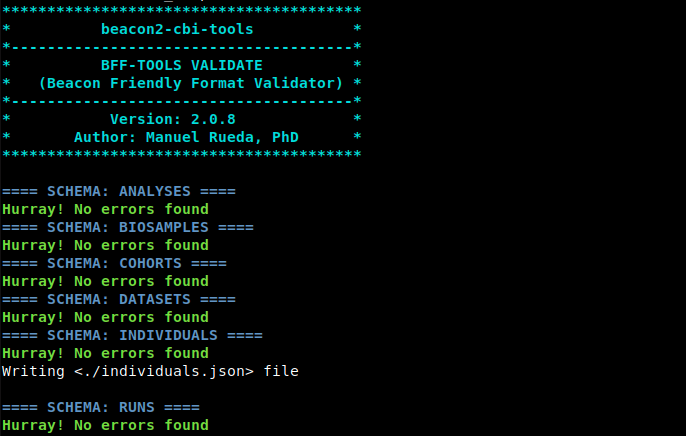 ****************************************
* beacon2-cbi-tools *
*--------------------------------------*
* BFF-TOOLS VALIDATE *
* (Beacon Friendly Format Validator) *
*--------------------------------------*
* Version: 2.0.8 *
* Author: Manuel Rueda, PhD *
****************************************
==== SCHEMA: ANALYSES ====
Hurray! No errors found
==== SCHEMA: BIOSAMPLES ====
Hurray! No errors found
==== SCHEMA: COHORTS ====
Hurray! No errors found
==== SCHEMA: DATASETS ====
Hurray! No errors found
==== SCHEMA: INDIVIDUALS ====
Hurray! No errors found
Writing <./individuals.json> file
==== SCHEMA: RUNS ====
Hurray! No errors found